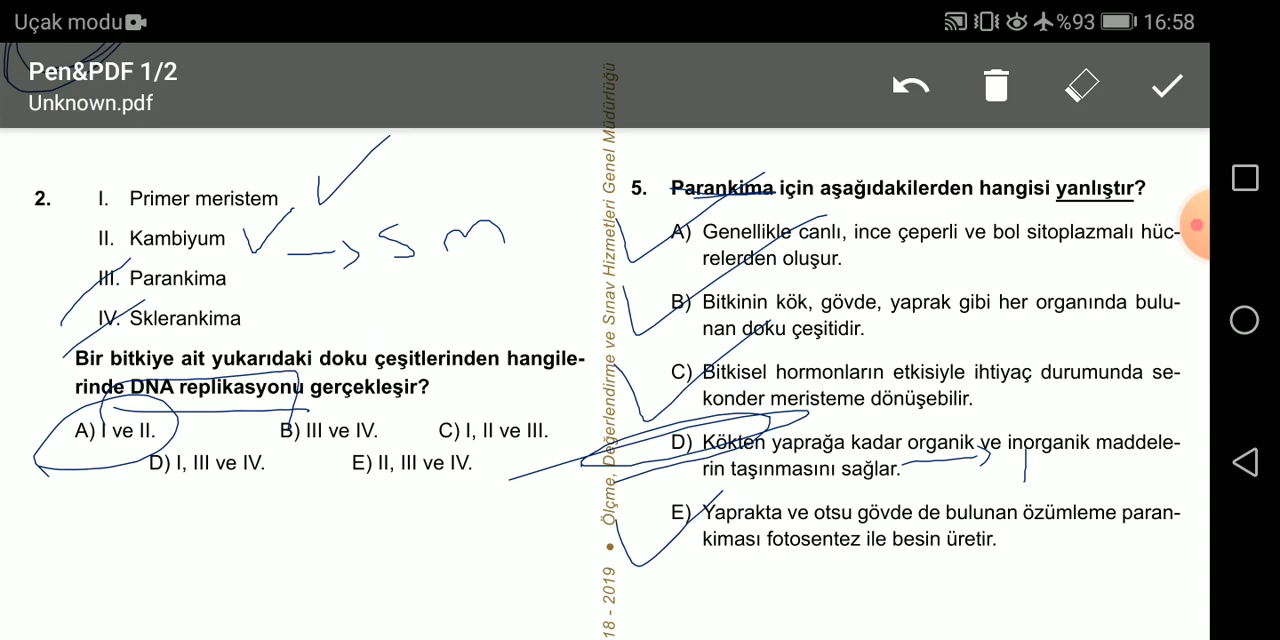 Uçak modu
%93 16:58
Pen&PDF 1/2
Unknown.pdf
2. I. Primer meristem
II. Kambiyum → S m
III. Parankima
IV. Sklerankima
Bir bitkiye ait yukarıdaki doku çeşitlerinden hangile-
rinde DNA replikasyonu gerçekleşir?
A) I ve II. B) III ve IV. C) I, II ve III.
D) I, III ve IV. E) II, III ve IV.
18 - 2019 • Ölçme, Değerlendirme ve Sınav Hizmetleri Genel Müdürlüğü
5. Parankima için aşağıdakilerden hangisi yanlıştır?
A) Genellikle canlı, ince çeperli ve bol sitoplazmalı hüc-
relerden oluşur.
B) Bitkinin kök, gövde, yaprak gibi her organında bulu-
nan doku çeşitidir.
C) Bitkisel hormonların etkisiyle ihtiyaç durumunda se-
konder meristeme dönüşebilir.
D) Kökten yaprağa kadar organik ve inorganik maddele-
rin taşınmasını sağlar.
E) Yaprakta ve otsu gövde de bulunan özümleme paran-
kiması fotosentez ile besin üretir.